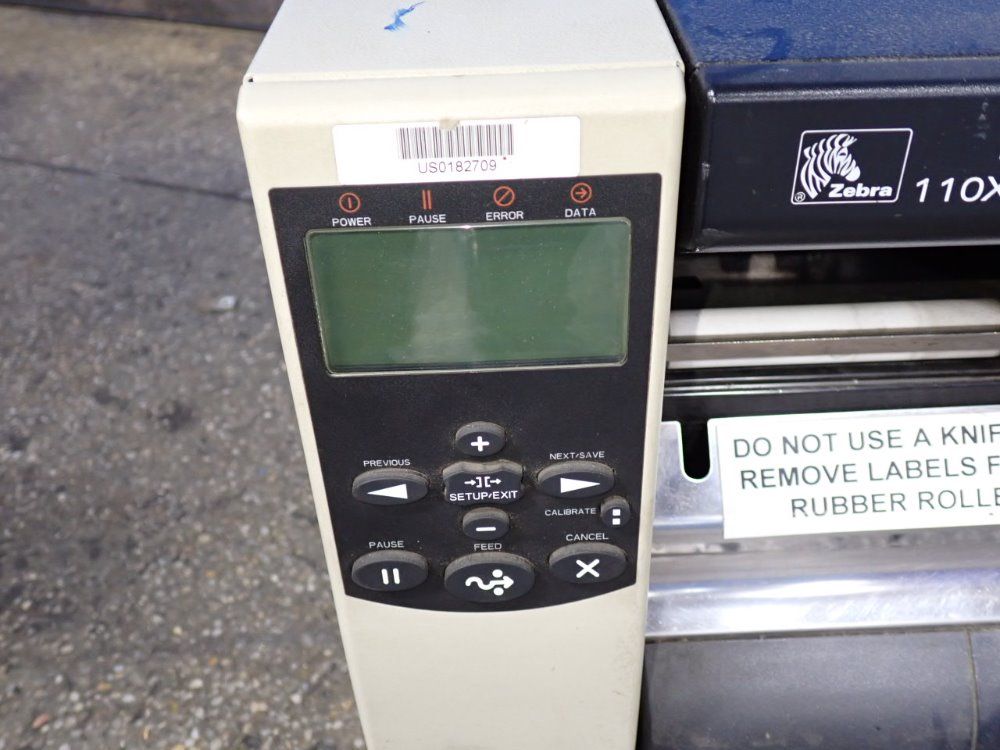 US0182709
POWER
PAUSE
ERROR
DATA
® Zebra
110X
PREVIOUS
NEXT/SAVE
SETUP/EXIT
CALIBRATE
PAUSE
FEED
CANCEL
DO NOT USE A KNIF
REMOVE LABELS F
RUBBER ROLLE